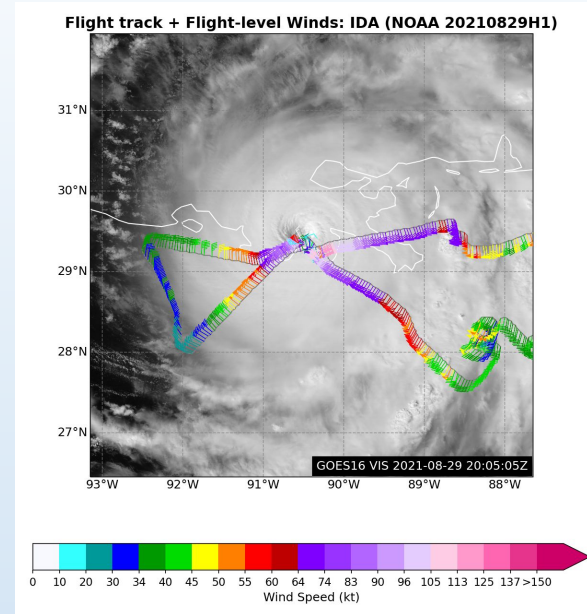 Flight track + Flight-level Winds: IDA (NOAA 20210829H1)
31°N
30°N
29°N
28°N
27°N
GOES16 VIS 2021-08-29 20:05:05Z
93°W 92°W 91°W 90°W 89°W 88°W
0 10 20 30 34 40 45 50 55 60 64 74 83 90 96 105 113 125 137 >150
Wind Speed (kt)